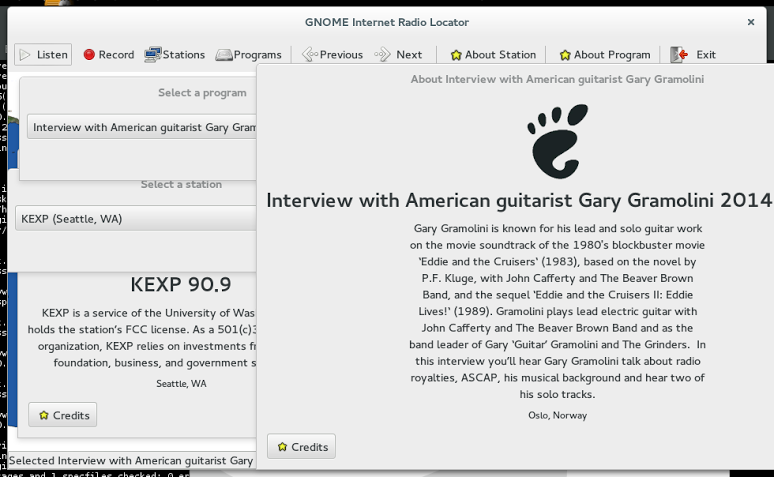 GNOME Internet Radio Locator
Listen Record Stations Programs Previous Next About Station About Program Exit
Select a program
Interview with American guitarist Gary Gram
Select a station
KEXP (Seattle, WA)
KEXP 90.9
KEXP is a service of the University of Was
holds the station's FCC license. As a 501(c)3
organization, KEXP relies on investments fr
foundation, business, and government s
Seattle, WA
Credits
Selected Interview with American guitarist Gary
About Interview with American guitarist Gary Gramolini
Interview with American guitarist Gary Gramolini 2014
Gary Gramolini is known for his lead and solo guitar work
on the movie soundtrack of the 1980's blockbuster movie
'Eddie and the Cruisers' (1983), based on the novel by
P.F. Kluge, with John Cafferty and The Beaver Brown
Band, and the sequel 'Eddie and the Cruisers II: Eddie
Lives!' (1989). Gramolini plays lead electric guitar with
John Cafferty and The Beaver Brown Band and as the
band leader of Gary 'Guitar' Gramolini and The Grinders. In
this interview you'll hear Gary Gramolini talk about radio
royalties, ASCAP, his musical background and hear two of
his solo tracks.
Oslo, Norway
Credits
ages and 1 specfiles checked: 0 er